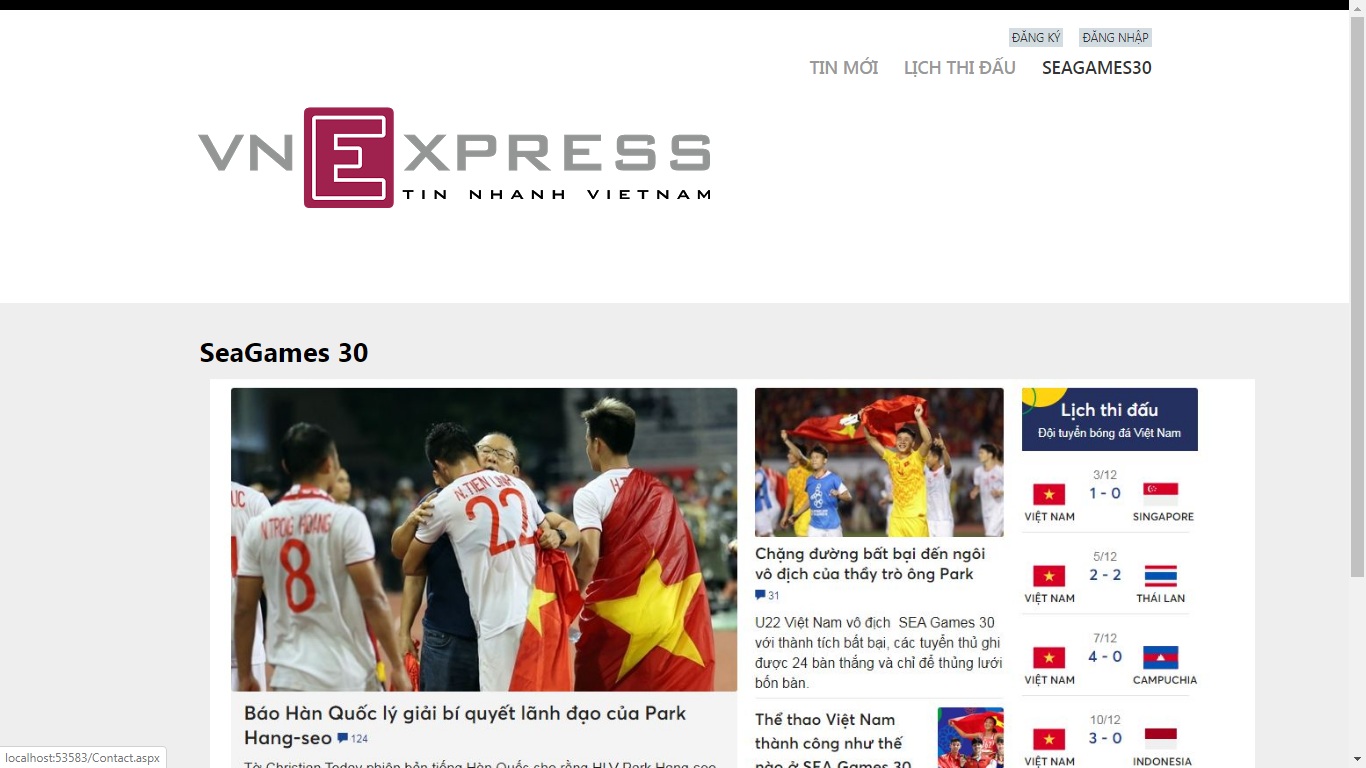 ĐĂNG KÝ ĐĂNG NHẬP
TIN MỚI LỊCH THI ĐẤU SEAGAMES30
VNEXPRESS
TIN NHANH VIETNAM
SeaGames 30
UC
N.TRỌNG HOÀNG
8
N.TIEN LINH
22
H.T
Báo Hàn Quốc lý giải bí quyết lãnh đạo của Park
Hang-seo 124
Tờ Christian Today phiên bản tiếng Hàn Quốc cho rằng HLV Park Hang-seo
Chặng đường bất bại đến ngôi
vô địch của thầy trò ông Park
31
U22 Việt Nam vô địch SEA Games 30
với thành tích bất bại, các tuyển thủ ghi
được 24 bàn thắng và chỉ để thủng lưới
bốn bàn.
Thể thao Việt Nam
thành công như thế
nào ở SEA Games 30
Lịch thi đấu
Đội tuyển bóng đá Việt Nam
3/12
1 - 0
VIỆT NAM SINGAPORE
5/12
2 - 2
VIỆT NAM THÁI LAN
7/12
4 - 0
VIỆT NAM CAMPUCHIA
10/12
3 - 0
VIỆT NAM INDONESIA
localhost:53583/Contact.aspx